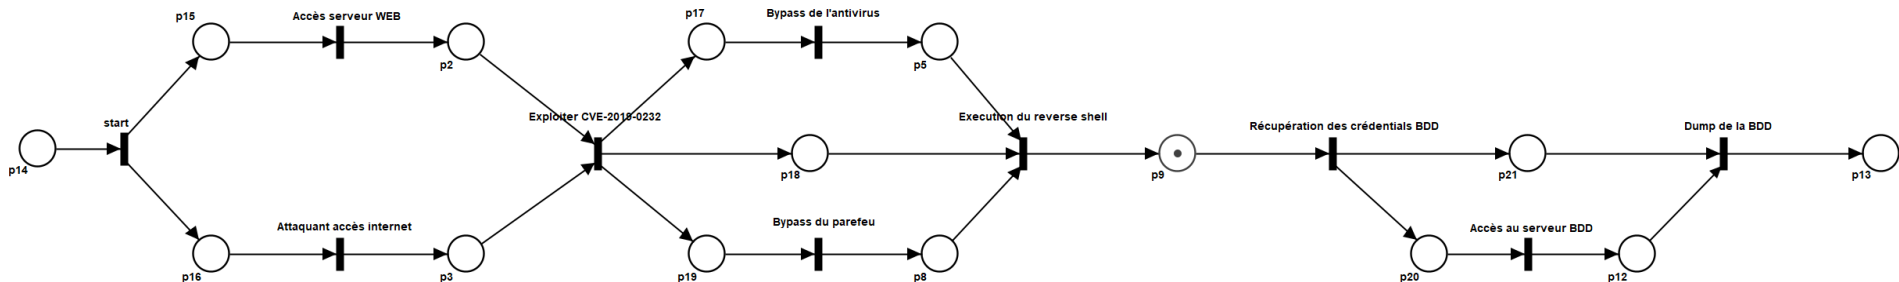 p15
Accès serveur WEB
p2
p17
Bypass de l'antivirus
p5
start
p14
Exploiter CVE-2019-0232
p18
Execution du reverse shell
p9
Récupération des crédentials BDD
p21
Dump de la BDD
p13
p16
Attaquant accès internet
p3
p19
Bypass du parefeu
p8
p20
Accès au serveur BDD
p12